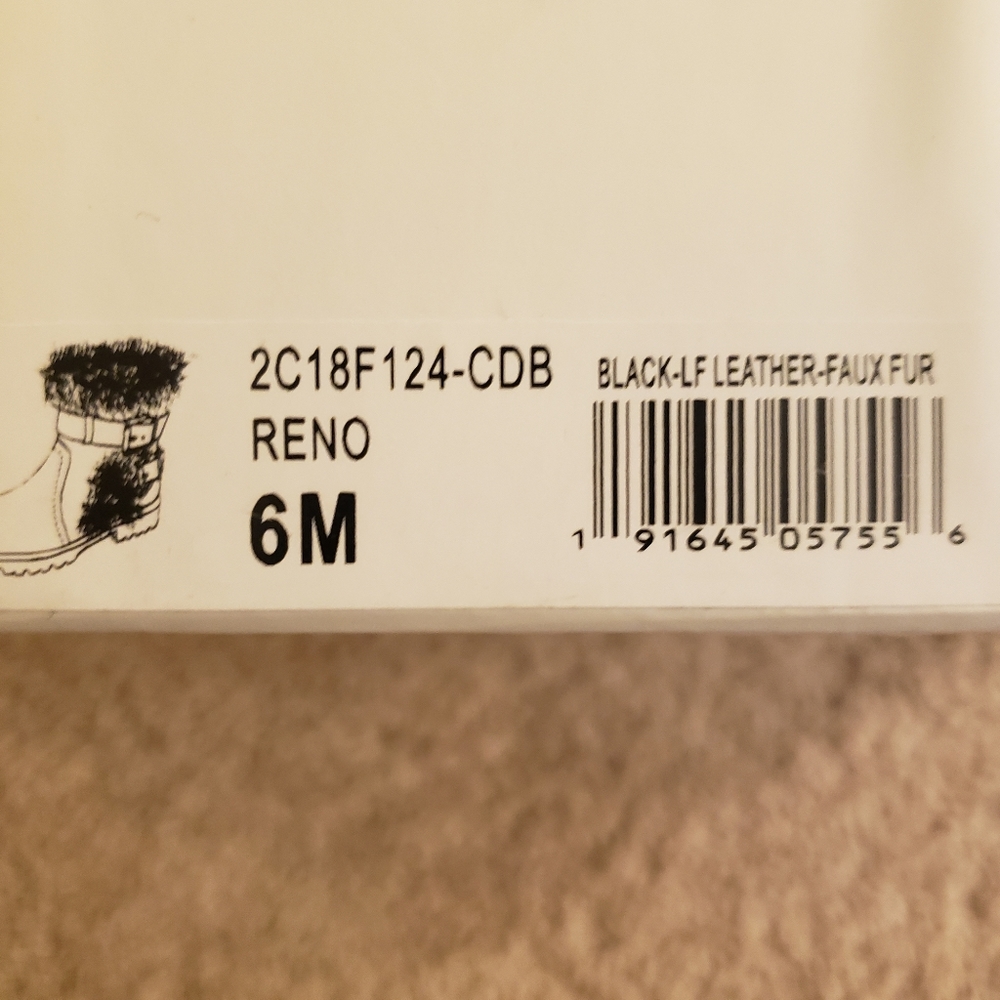 2C18F124-CDB
RENO
6M
BLACK-LF LEATHER-FAUX FUR
1 91645 05755 6